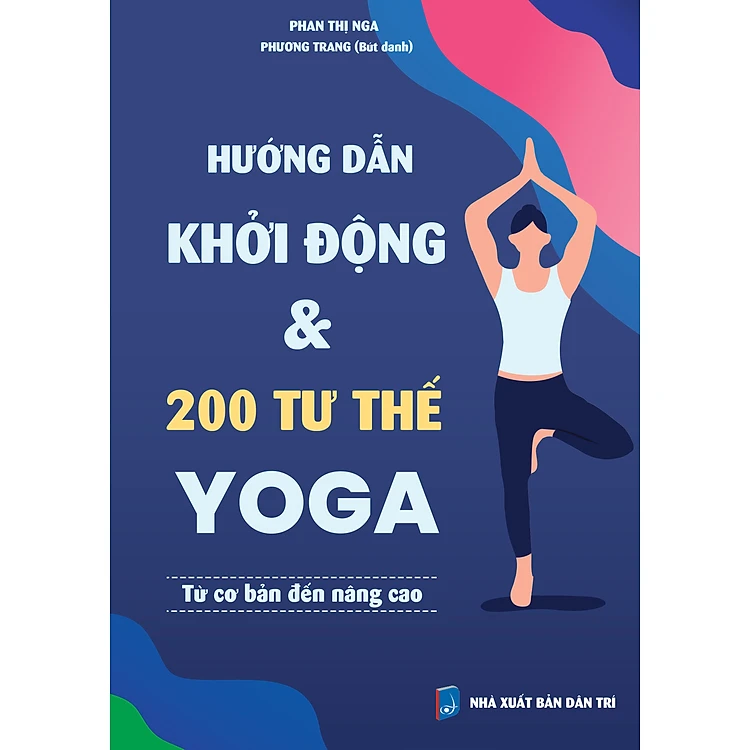 PHAN THỊ NGA
PHƯƠNG TRANG (Bút danh)
HƯỚNG DẪN
KHỞI ĐỘNG
&
200 TƯ THẾ
YOGA
Từ cơ bản đến nâng cao
NHÀ XUẤT BẢN DÂN TRÍ